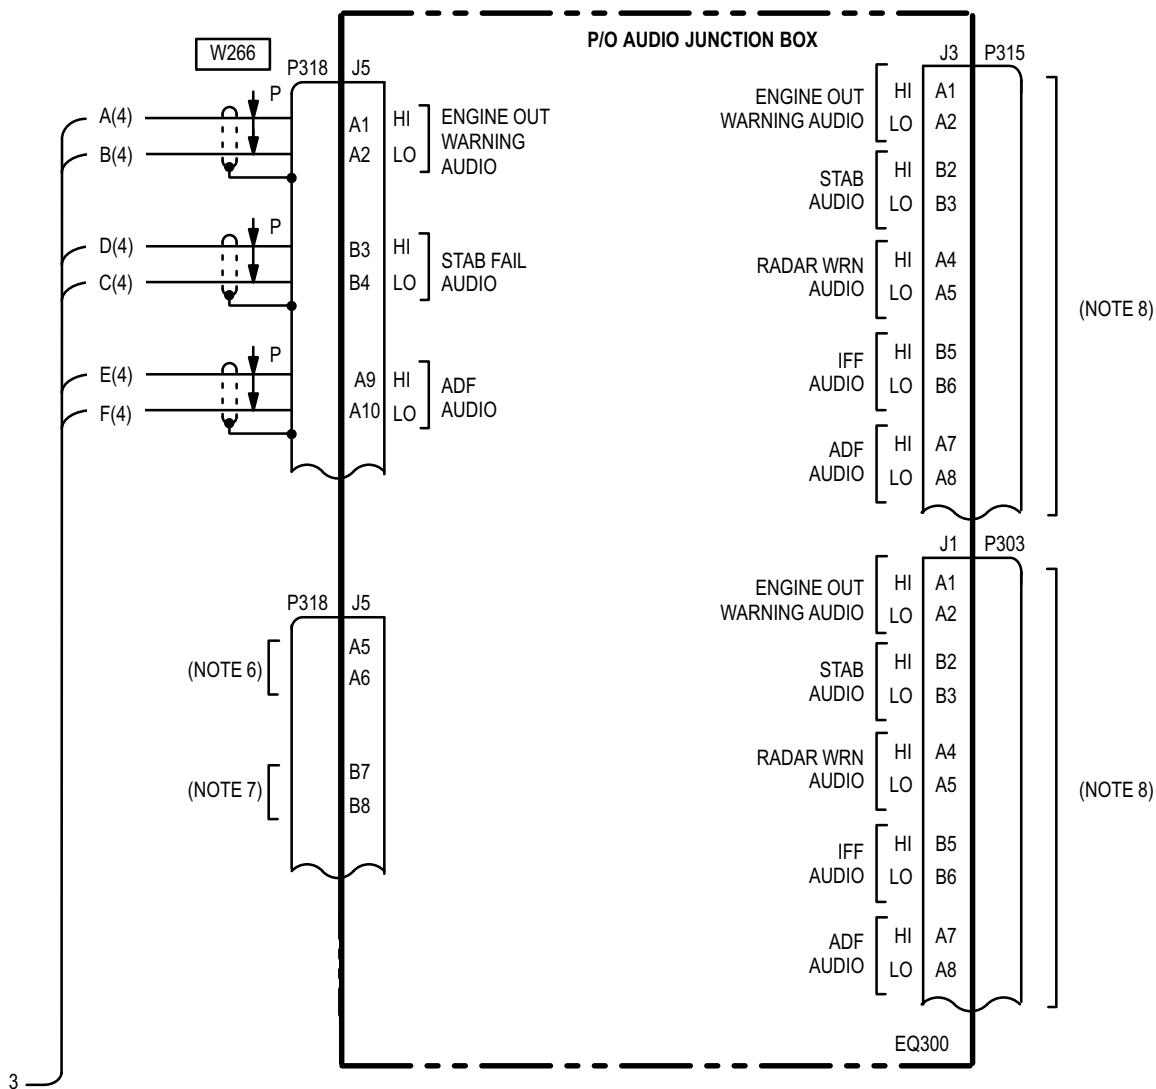 P/O AUDIO JUNCTION BOX
W266
P318 J5
P
A(4) A1 HI ENGINE OUT
WARNING
B(4) A2 LO AUDIO
P
D(4) B3 HI STAB FAIL
C(4) B4 LO AUDIO
P
E(4) A9 HI ADF
F(4) A10 LO AUDIO
P318 J5
(NOTE 6)
A5
A6
(NOTE 7)
B7
B8
3
J3 P315
ENGINE OUT HI A1
WARNING AUDIO LO A2
STAB HI B2
AUDIO LO B3
RADAR WRN HI A4
AUDIO LO A5
(NOTE 8)
IFF HI B5
AUDIO LO B6
ADF HI A7
AUDIO LO A8
J1 P303
ENGINE OUT HI A1
WARNING AUDIO LO A2
STAB HI B2
AUDIO LO B3
RADAR WRN HI A4
AUDIO LO A5
(NOTE 8)
IFF HI B5
AUDIO LO B6
ADF HI A7
AUDIO LO A8
EQ300